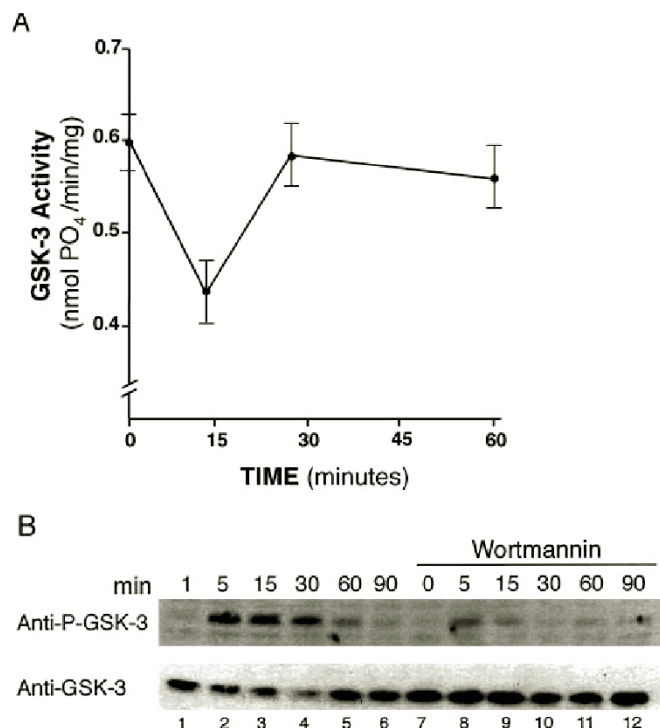 A
0.7
0.6
0.5
0.4
GSK-3 Activity
(nmol PO4 /min/mg)
0 15 30 45 60
TIME (minutes)
B
Wortmannin
min 1 5 15 30 60 90 0 5 15 30 60 90
Anti-P-GSK-3
Anti-GSK-3
1 2 3 4 5 6 7 8 9 10 11 12